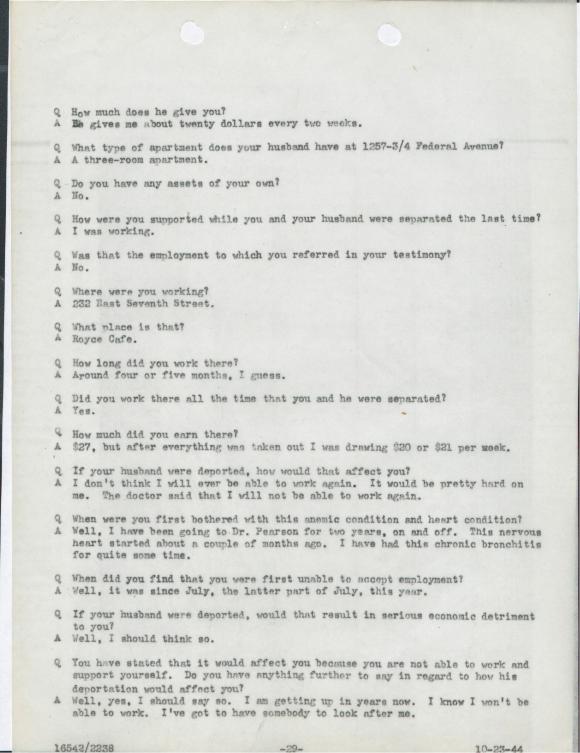 Q How much does he give you?
A He gives me about twenty dollars every two weeks.
Q What type of apartment does your husband have at 1257-3/4 Federal Avenue?
A A three-room apartment.
Q Do you have any assets of your own?
A No.
Q How were you supported while you and your husband were separated the last time?
A I was working.
Q Was that the employment to which you referred in your testimony?
A No.
Q Where were you working?
A 232 East Seventh Street.
Q What place is that?
A Royce Cafe.
Q How long did you work there?
A Around four or five months, I guess.
Q Did you work there all the time that you and he were separated?
A Yes.
Q How much did you earn there?
A $27, but after everything was taken out I was drawing $20 or $21 per week.
Q If your husband were deported, how would that affect you?
A I don't think I will ever be able to work again. It would be pretty hard on
me. The doctor said that I will not be able to work again.
Q When were you first bothered with this anemic condition and heart condition?
A Well, I have been going to Dr. Pearson for two years, on and off. This nervous
heart started about a couple of months ago. I have had this chronic bronchitis
for quite some time.
Q When did you find that you were first unable to accept employment?
A Well, it was since July, the latter part of July, this year.
Q If your husband were deported, would that result in serious economic detriment
to you?
A Well, I should think so.
Q You have stated that it would affect you because you are not able to work and
support yourself. Do you have anything further to say in regard to how his
deportation would affect you?
A Well, yes, I should say so. I am getting up in years now. I know I won't be
able to work. I've got to have somebody to look after me.
16542/2238 -29- 10-23-44